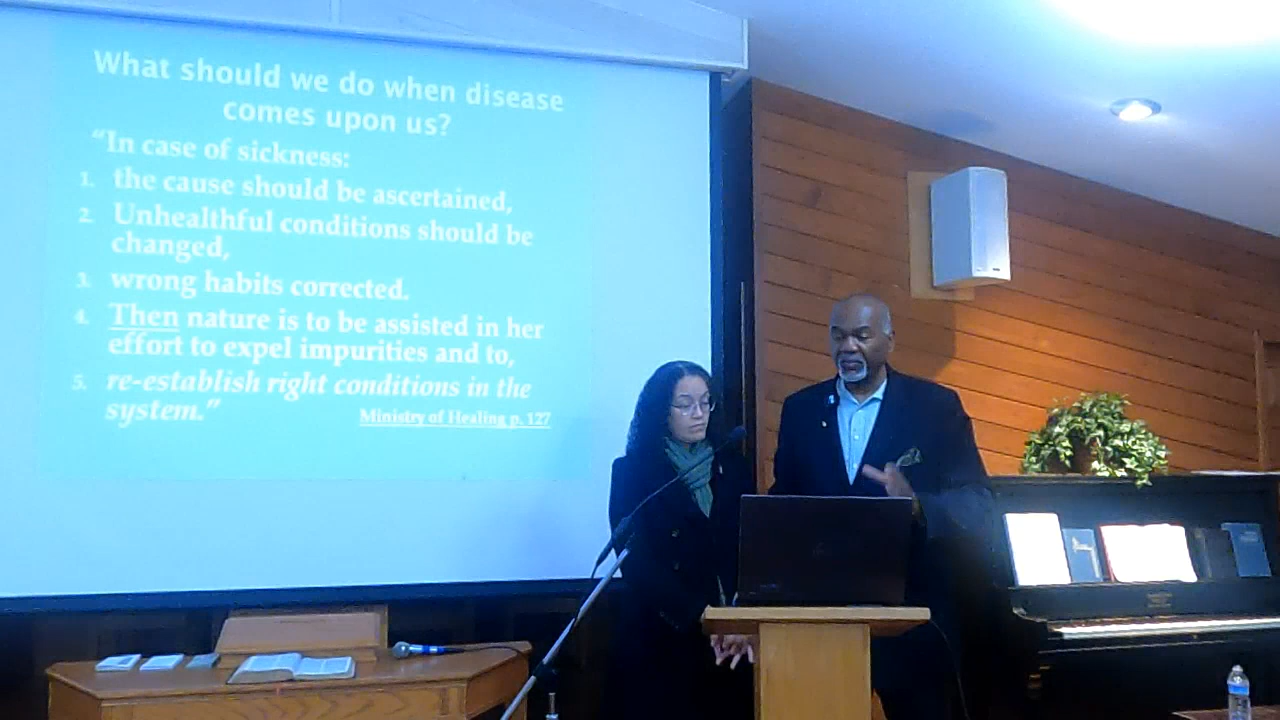 What should we do when disease
comes upon us?
“In case of sickness:
1. the cause should be ascertained,
2. Unhealthful conditions should be
changed,
3. wrong habits corrected.
4. Then nature is to be assisted in her
effort to expel impurities and to,
5. re-establish right conditions in the
system.”
Ministry of Healing p. 127